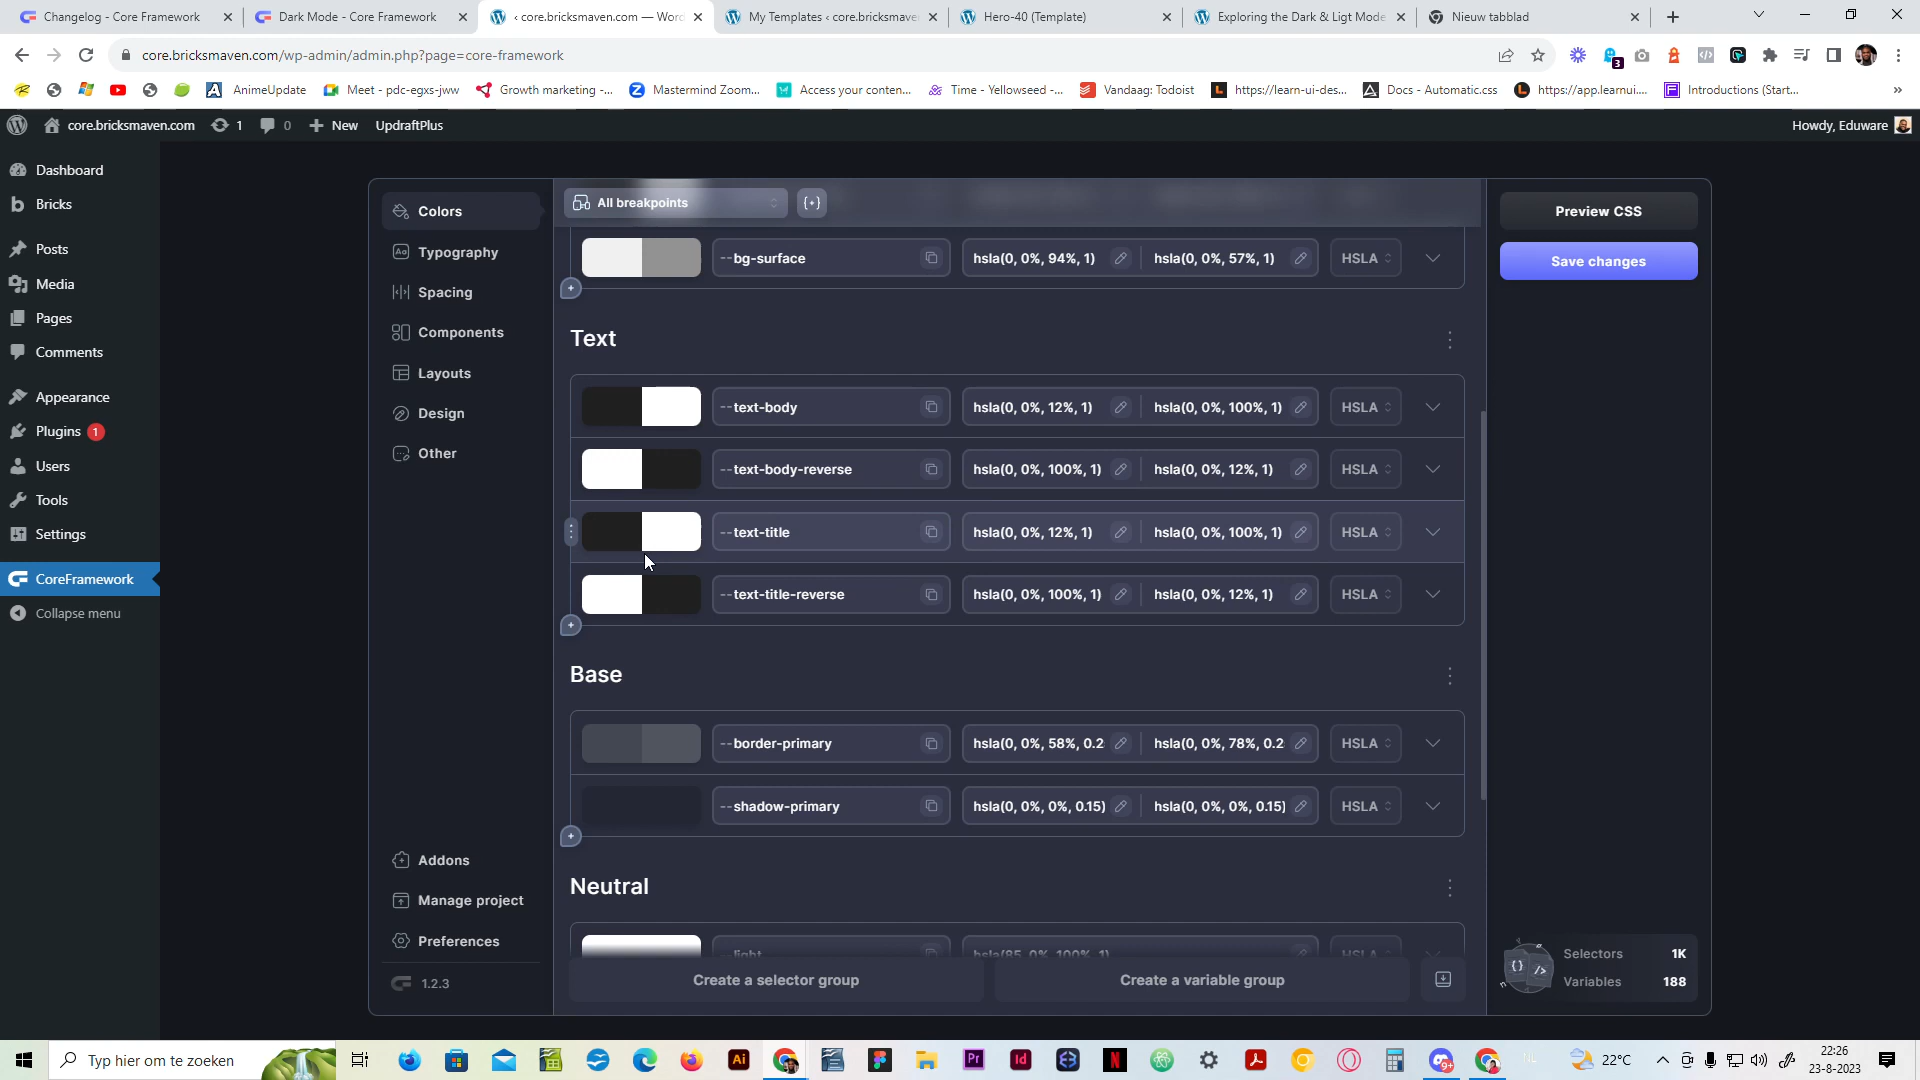 Changelog - Core Framework
Dark Mode - Core Framework
‹ core.bricksmaven.com — Word
My Templates ‹ core.bricksmaven
Hero-40 (Template)
Exploring the Dark & Ligt Mode
Nieuw tabblad
core.bricksmaven.com/wp-admin/admin.php?page=core-framework
3
AnimeUpdate
Meet - pdc-egxs-jww
Growth marketing -...
Mastermind Zoom...
Access your conten...
Time - Yellowseed -...
Vandaag: Todoist
https://learn-ui-des...
Docs - Automatic.css
https://app.learnui....
Introductions (Start...
»
core.bricksmaven.com
1
0
New
UpdraftPlus
Howdy, Eduware
Dashboard
Bricks
Posts
Media
Pages
Comments
Appearance
Plugins 1
Users
Tools
Settings
CoreFramework
Collapse menu
Colors
Typography
Spacing
Components
Layouts
Design
Other
Addons
Manage project
Preferences
1.2.3
All breakpoints
--bg-surface
hsla(0, 0%, 94%, 1)
hsla(0, 0%, 57%, 1)
HSLA
Text
--text-body
hsla(0, 0%, 12%, 1)
hsla(0, 0%, 100%, 1)
HSLA
--text-body-reverse
hsla(0, 0%, 100%, 1)
hsla(0, 0%, 12%, 1)
HSLA
--text-title
hsla(0, 0%, 12%, 1)
hsla(0, 0%, 100%, 1)
HSLA
--text-title-reverse
hsla(0, 0%, 100%, 1)
hsla(0, 0%, 12%, 1)
HSLA
Base
--border-primary
hsla(0, 0%, 58%, 0.2
hsla(0, 0%, 78%, 0.2
HSLA
--shadow-primary
hsla(0, 0%, 0%, 0.15)
hsla(0, 0%, 0%, 0.15)
HSLA
Neutral
--light
hsla(85, 0%, 100%, 1)
HSLA
Create a selector group
Create a variable group
Preview CSS
Save changes
Selectors 1K
Variables 188
Typ hier om te zoeken
22°C
22:26
23-8-2023